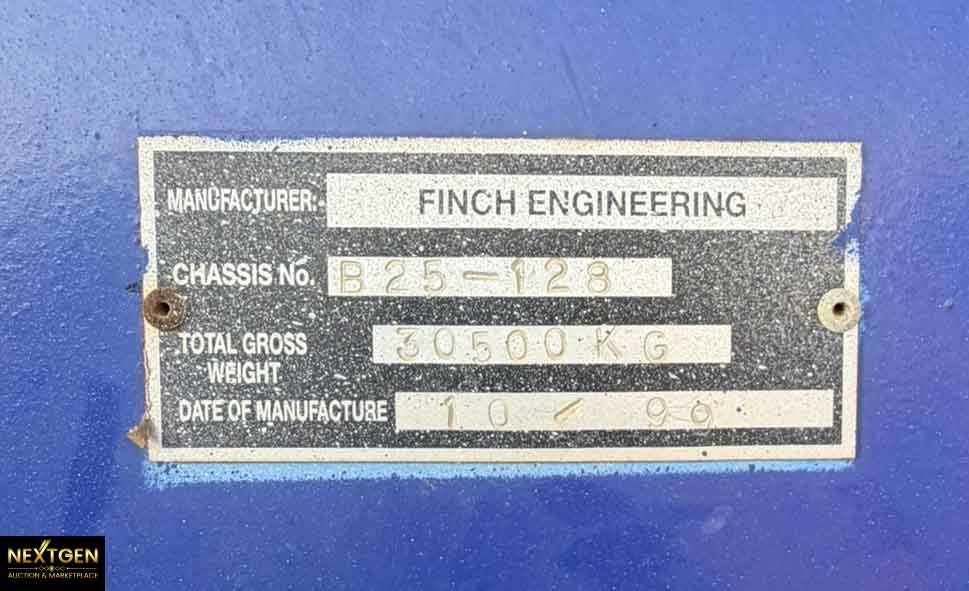 MANUFACTURER:- FINCH ENGINEERING
CHASSIS No. B25-128
TOTAL GROSS WEIGHT 30500 KG
DATE OF MANUFACTURE 10 / 99
NEXTGEN
AUCTION & MARKETPLACE